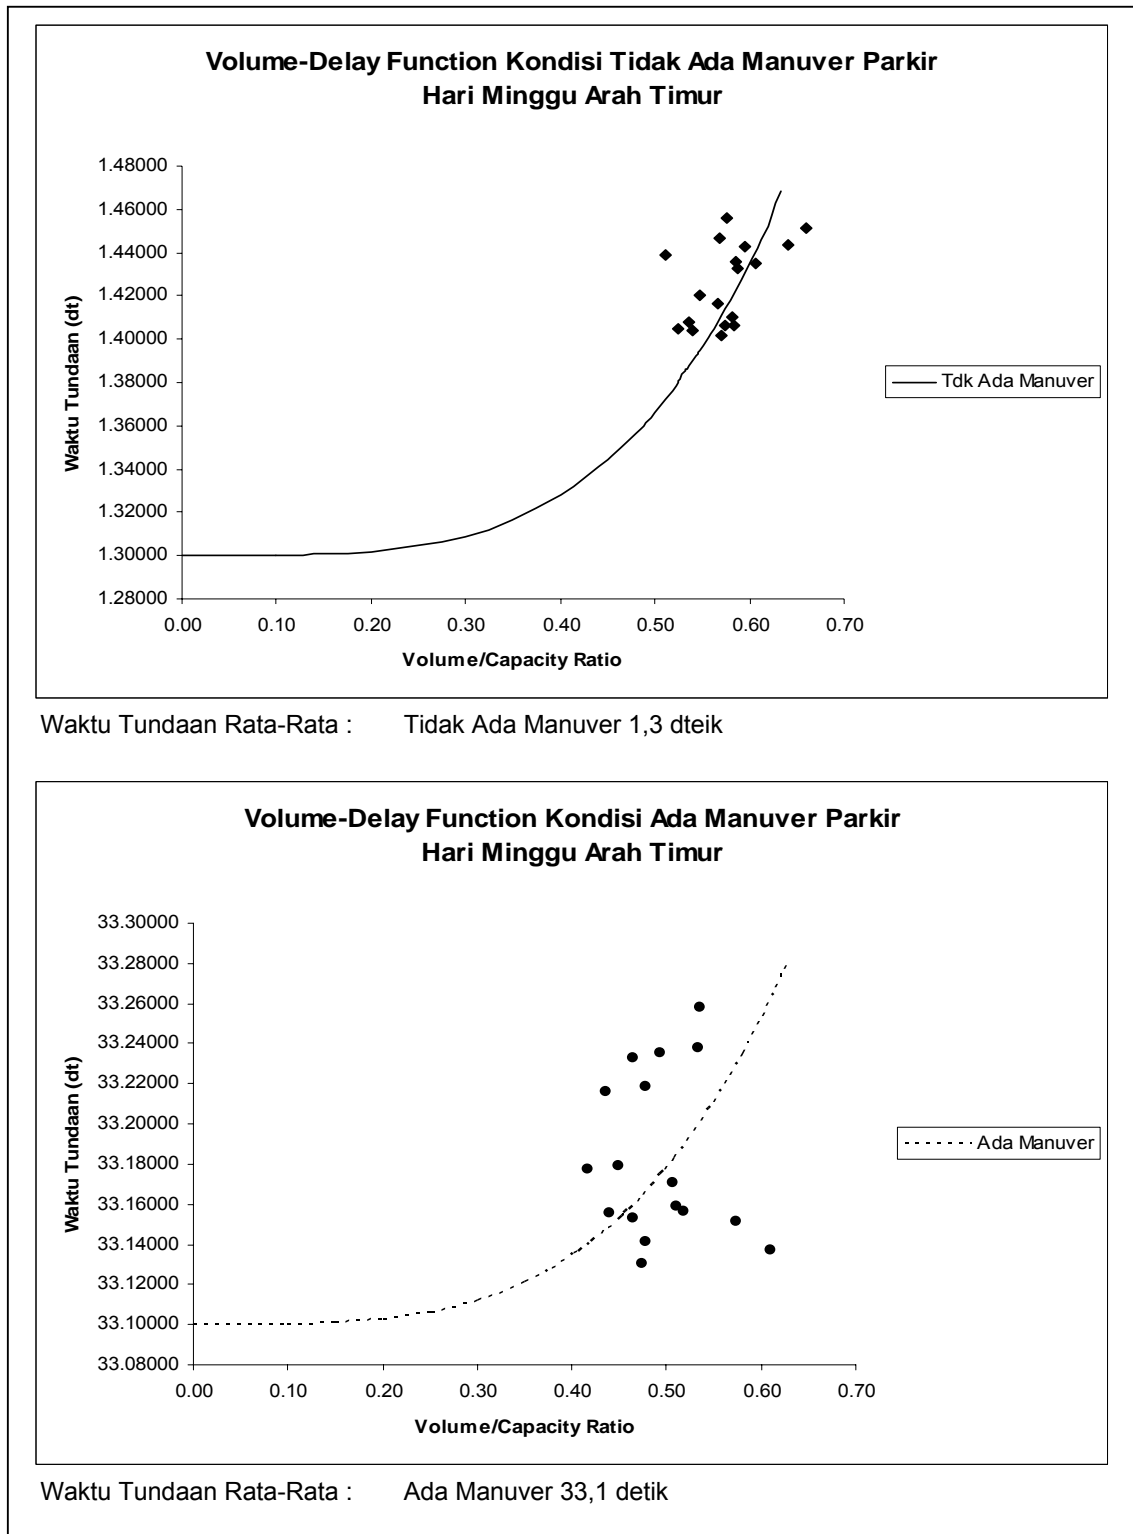 Volume-Delay Function Kondisi Tidak Ada Manuver Parkir
Hari Minggu Arah Timur
1.48000
1.46000
1.44000
1.42000
1.40000
1.38000
1.36000
1.34000
1.32000
1.30000
1.28000
Waktu Tundaan (dt)
0.00 0.10 0.20 0.30 0.40 0.50 0.60 0.70
Volume/Capacity Ratio
Tdk Ada Manuver
Waktu Tundaan Rata-Rata : Tidak Ada Manuver 1,3 dteik
Volume-Delay Function Kondisi Ada Manuver Parkir
Hari Minggu Arah Timur
33.30000
33.28000
33.26000
33.24000
33.22000
33.20000
33.18000
33.16000
33.14000
33.12000
33.10000
33.08000
Waktu Tundaan (dt)
0.00 0.10 0.20 0.30 0.40 0.50 0.60 0.70
Volume/Capacity Ratio
Ada Manuver
Waktu Tundaan Rata-Rata : Ada Manuver 33,1 detik